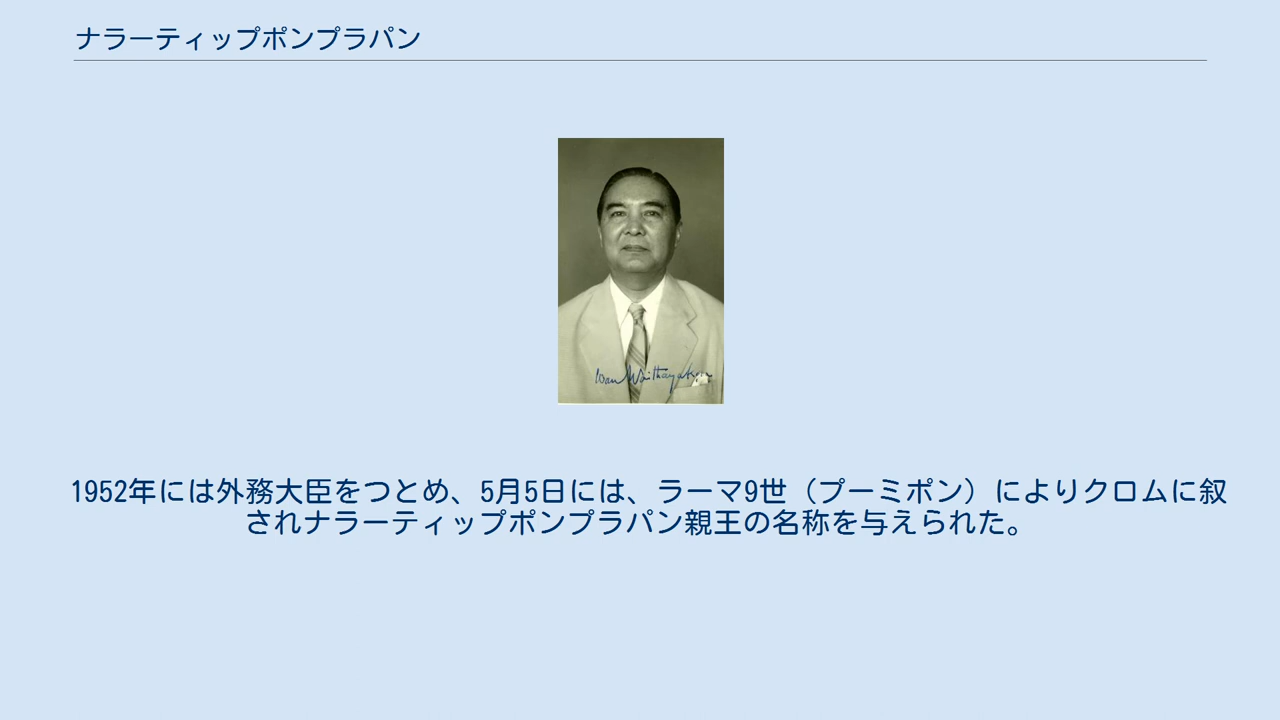 ナラーティップポンプラパン
Wan Waithayakon
1952年には外務大臣をつとめ、5月5日には、ラーマ9世（プーミポン）によりクロムに叙
されナラーティップポンプラパン親王の名称を与えられた。